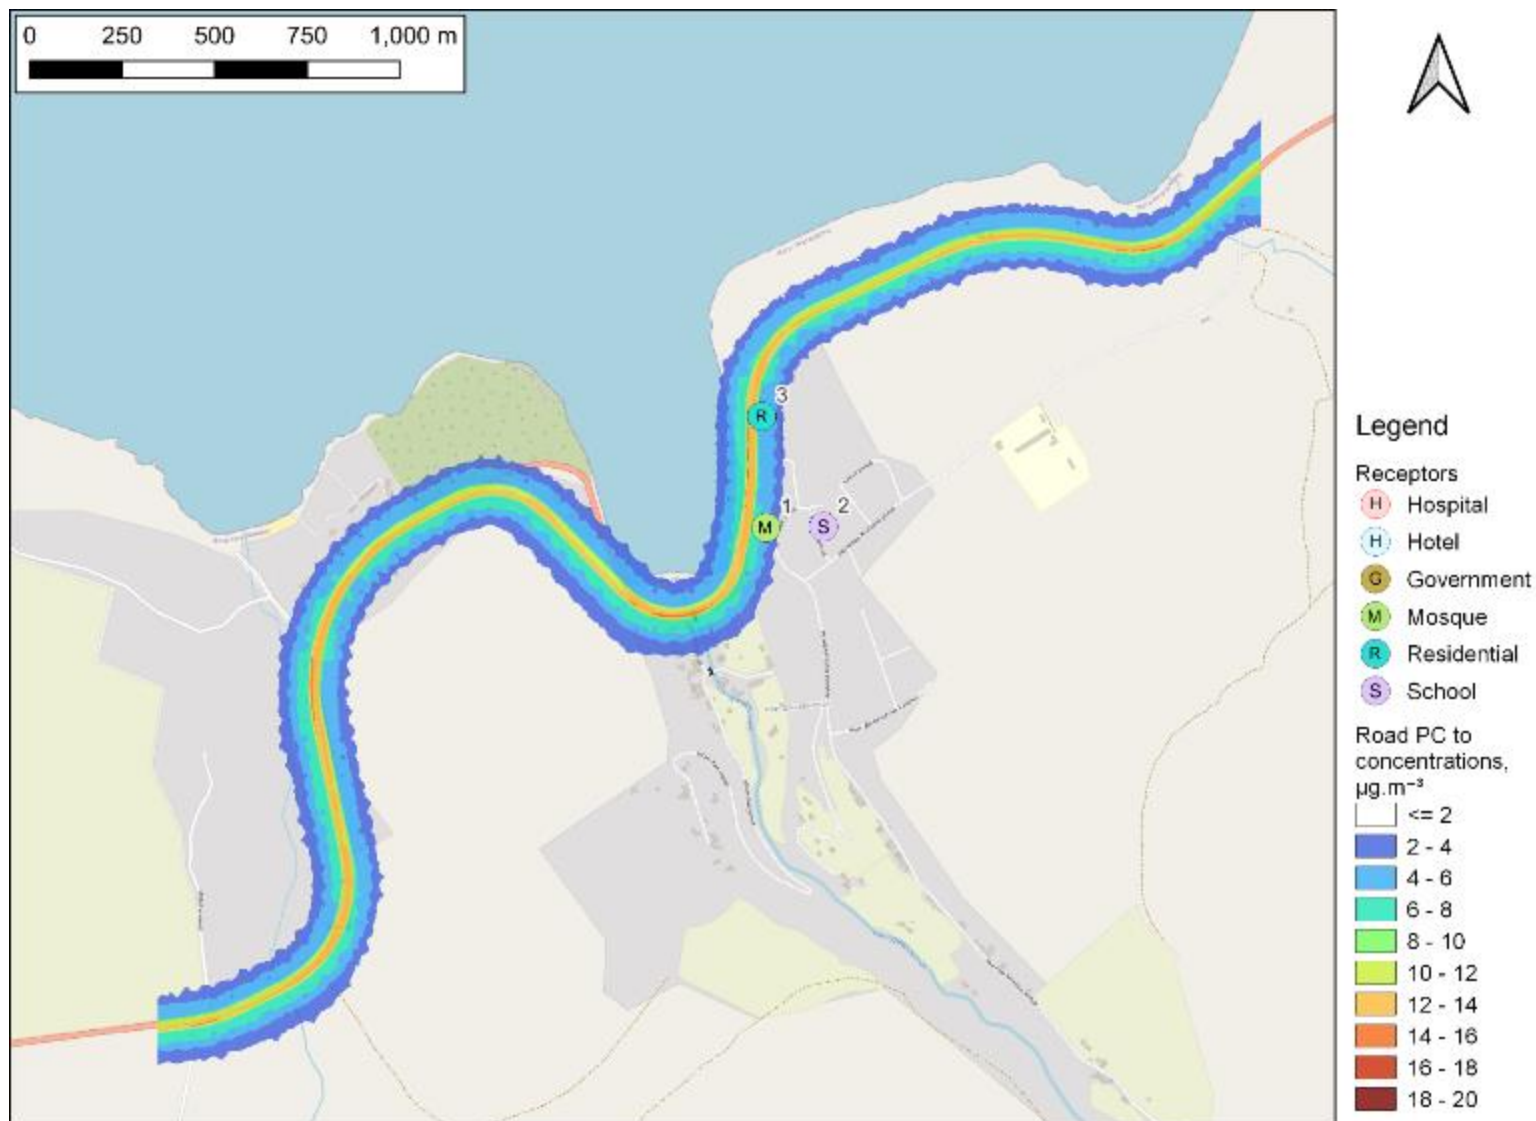 0 250 500 750 1,000 m
3
R
1
2
M
S
Legend
Receptors
H Hospital
H Hotel
G Government
M Mosque
R Residential
S School
Road PC to
concentrations,
µg.m⁻³
<= 2
2 - 4
4 - 6
6 - 8
8 - 10
10 - 12
12 - 14
14 - 16
16 - 18
18 - 20